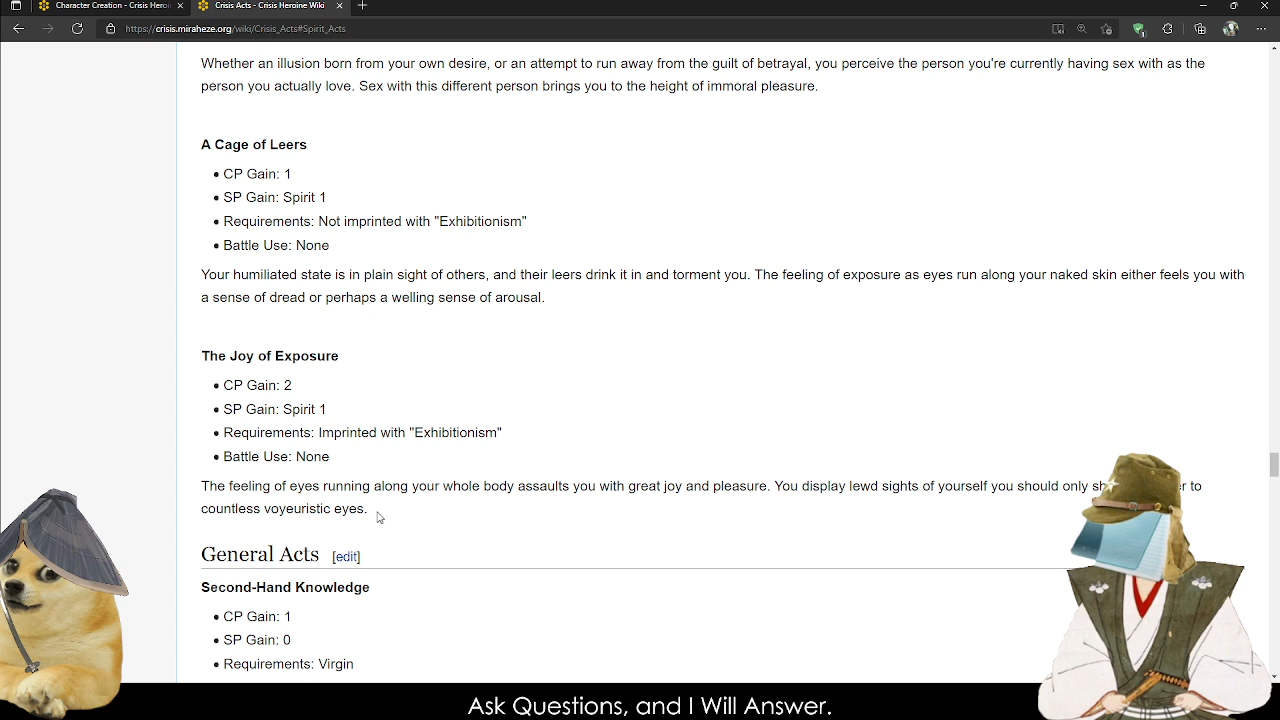 Character Creation - Crisis Heroi
Crisis Acts - Crisis Heroine Wiki
https://crisis.miraheze.org/wiki/Crisis_Acts#Spirit_Acts
Whether an illusion born from your own desire, or an attempt to run away from the guilt of betrayal, you perceive the person you're currently having sex with as the
person you actually love. Sex with this different person brings you to the height of immoral pleasure.
A Cage of Leers
CP Gain: 1
SP Gain: Spirit 1
Requirements: Not imprinted with "Exhibitionism"
Battle Use: None
Your humiliated state is in plain sight of others, and their leers drink it in and torment you. The feeling of exposure as eyes run along your naked skin either feels you with
a sense of dread or perhaps a welling sense of arousal.
The Joy of Exposure
CP Gain: 2
SP Gain: Spirit 1
Requirements: Imprinted with "Exhibitionism"
Battle Use: None
The feeling of eyes running along your whole body assaults you with great joy and pleasure. You display lewd sights of yourself you should only sh er to
countless voyeuristic eyes.
General Acts [edit]
Second-Hand Knowledge
CP Gain: 1
SP Gain: 0
Requirements: Virgin
Ask Questions, and I Will Answer.